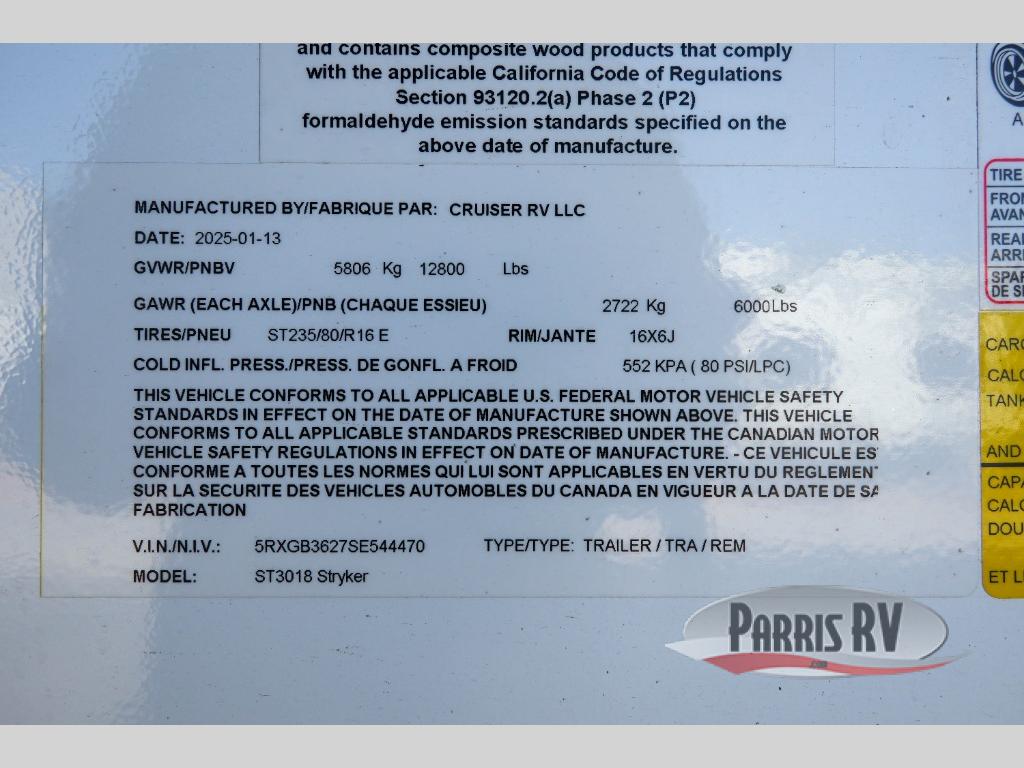 and contains composite wood products that comply
with the applicable California Code of Regulations
Section 93120.2(a) Phase 2 (P2)
formaldehyde emission standards specified on the
above date of manufacture.
MANUFACTURED BY/FABRIQUE PAR: CRUISER RV LLC
DATE: 2025-01-13
GVWR/PNBV 5806 Kg 12800 Lbs
GAWR (EACH AXLE)/PNB (CHAQUE ESSIEU) 2722 Kg 6000Lbs
TIRES/PNEU ST235/80/R16 E RIM/JANTE 16X6J
COLD INFL. PRESS./PRESS. DE GONFL. A FROID 552 KPA ( 80 PSI/LPC)
THIS VEHICLE CONFORMS TO ALL APPLICABLE U.S. FEDERAL MOTOR VEHICLE SAFETY
STANDARDS IN EFFECT ON THE DATE OF MANUFACTURE SHOWN ABOVE. THIS VEHICLE
CONFORMS TO ALL APPLICABLE STANDARDS PRESCRIBED UNDER THE CANADIAN MOTOR
VEHICLE SAFETY REGULATIONS IN EFFECT ON DATE OF MANUFACTURE. - CE VEHICULE ES
CONFORME A TOUTES LES NORMES QUI LUI SONT APPLICABLES EN VERTU DU REGLEMEN
SUR LA SECURITE DES VEHICLES AUTOMOBLES DU CANADA EN VIGUEUR A LA DATE DE SA
FABRICATION
V.I.N./N.I.V.: 5RXGB3627SE544470 TYPE/TYPE: TRAILER / TRA / REM
MODEL: ST3018 Stryker
A
TIRE
FRON
AVAN
REA
ARRI
SPAR
DE S
CARG
CALC
TANK
AND
CAPA
CALC
DOU
ET L
PARRIS RV
.com